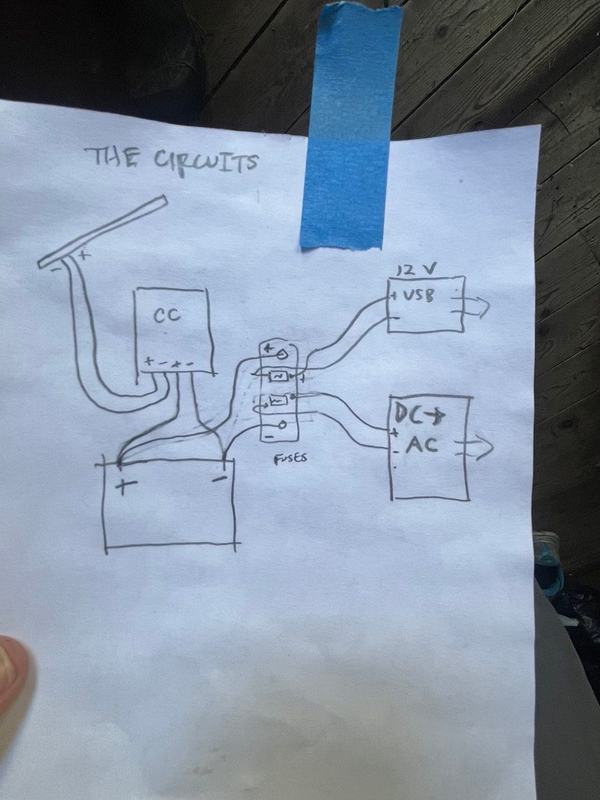 THE CIRCUITS
- +
CC
+ - + -
12 V
+ USB
-
+
-
FUSES
DC→
AC
+
-
+ -